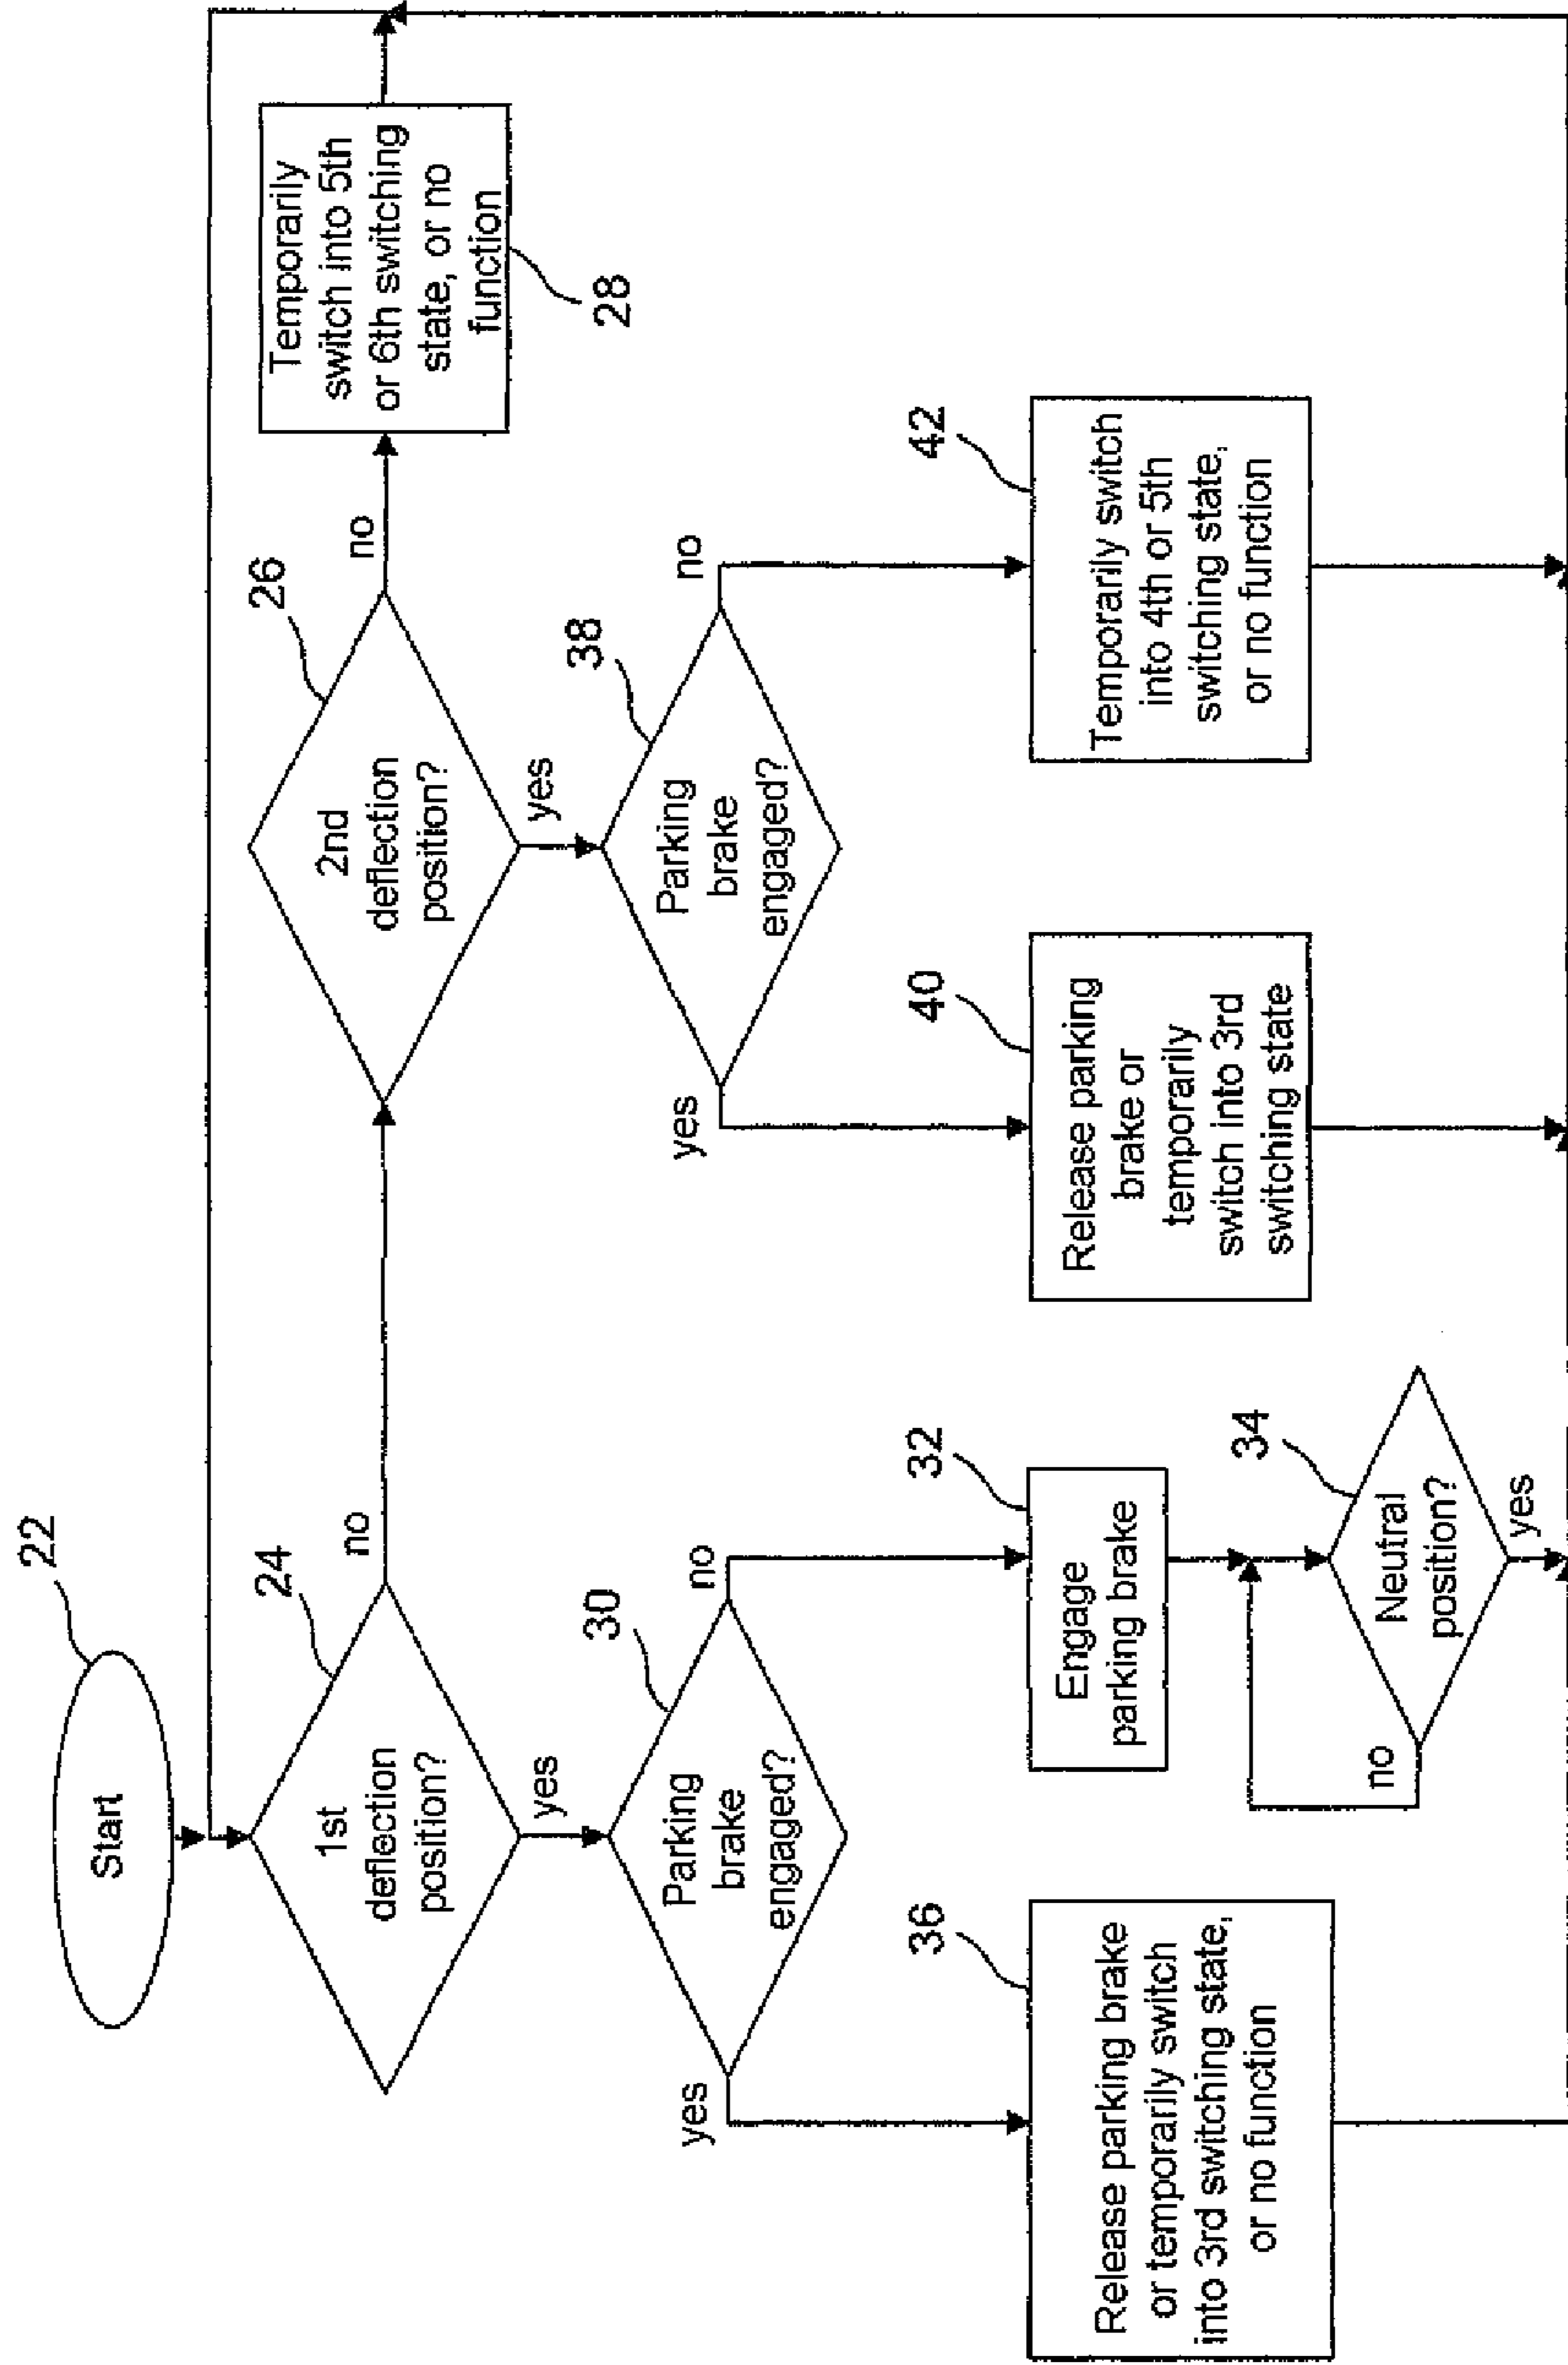 22
Start
24
1st
deflection
position?
no
yes
26
2nd
deflection
position?
no
yes
Temporarily
switch into 5th
or 6th switching
state, or no
function
28
30
Parking
brake
engaged?
yes
no
38
Parking
brake
engaged?
yes
no
36
Release parking brake
or temporarily switch
into 3rd switching state,
or no function
32
Engage
parking brake
34
Neutral
position?
no
yes
40
Release parking
brake or
temporarily
switch into 3rd
switching state
42
Temporarily switch
into 4th or 5th
switching state,
or no function